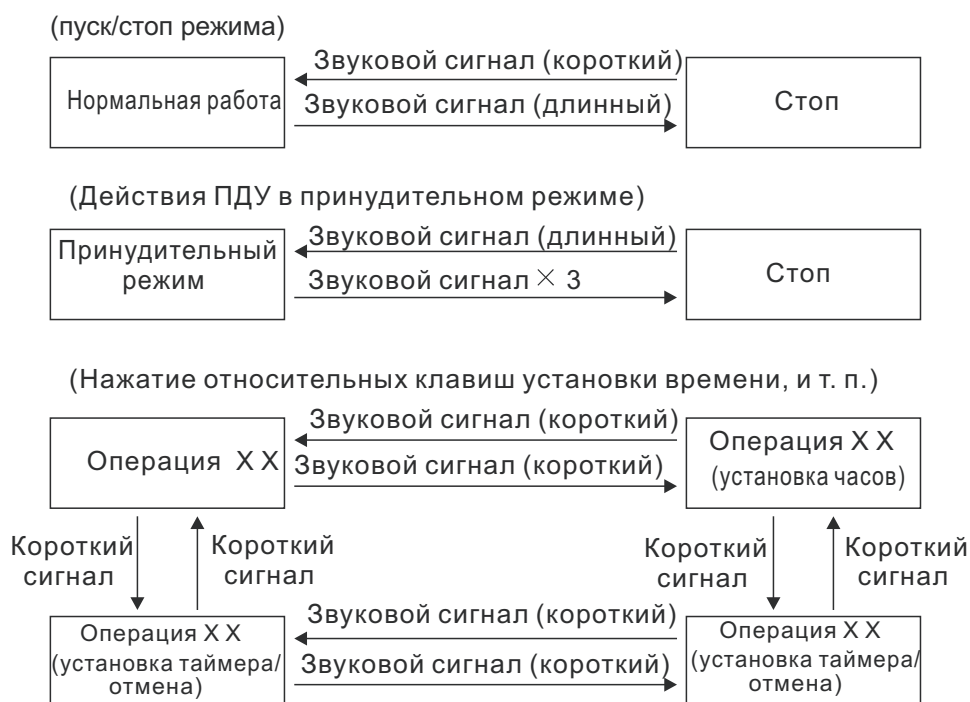 (пуск/стоп режима)
Звуковой сигнал (короткий)
Нормальная работа
Звуковой сигнал (длинный)
Стоп
(Действия ПДУ в принудительном режиме)
Принудительный
режим
Звуковой сигнал (длинный)
Звуковой сигнал × 3
Стоп
(Нажатие относительных клавиш установки времени, и т. п.)
Операция X X
Звуковой сигнал (короткий)
Звуковой сигнал (короткий)
Операция X X
(установка часов)
Короткий
сигнал
Короткий
сигнал
Короткий
сигнал
Короткий
сигнал
Операция X X
(установка таймера/
отмена)
Звуковой сигнал (короткий)
Звуковой сигнал (короткий)
Операция X X
(установка таймера/
отмена)